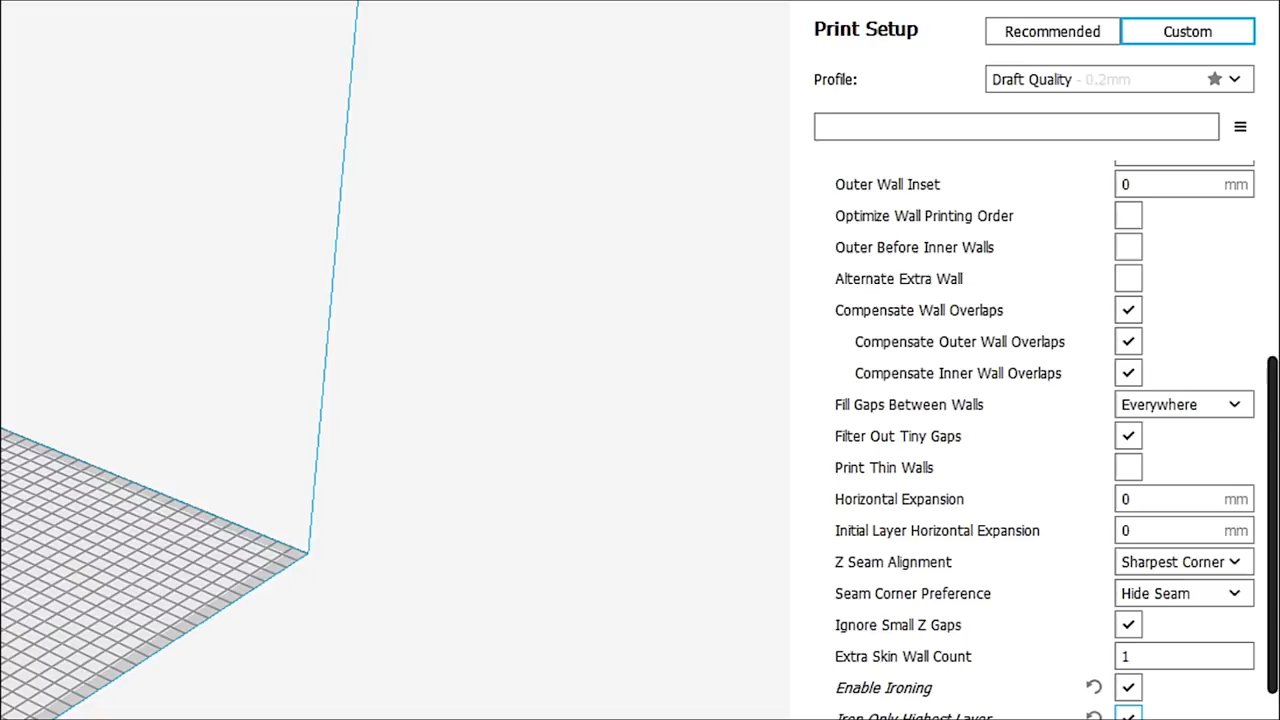 Print Setup Recommended Custom
Profile: Draft Quality - 0.2mm
Outer Wall Inset 0 mm
Optimize Wall Printing Order
Outer Before Inner Walls
Alternate Extra Wall
Compensate Wall Overlaps
Compensate Outer Wall Overlaps
Compensate Inner Wall Overlaps
Fill Gaps Between Walls Everywhere
Filter Out Tiny Gaps
Print Thin Walls
Horizontal Expansion 0 mm
Initial Layer Horizontal Expansion 0 mm
Z Seam Alignment Sharpest Corner
Seam Corner Preference Hide Seam
Ignore Small Z Gaps
Extra Skin Wall Count 1
Enable Ironing
Iron Only Highest Layer